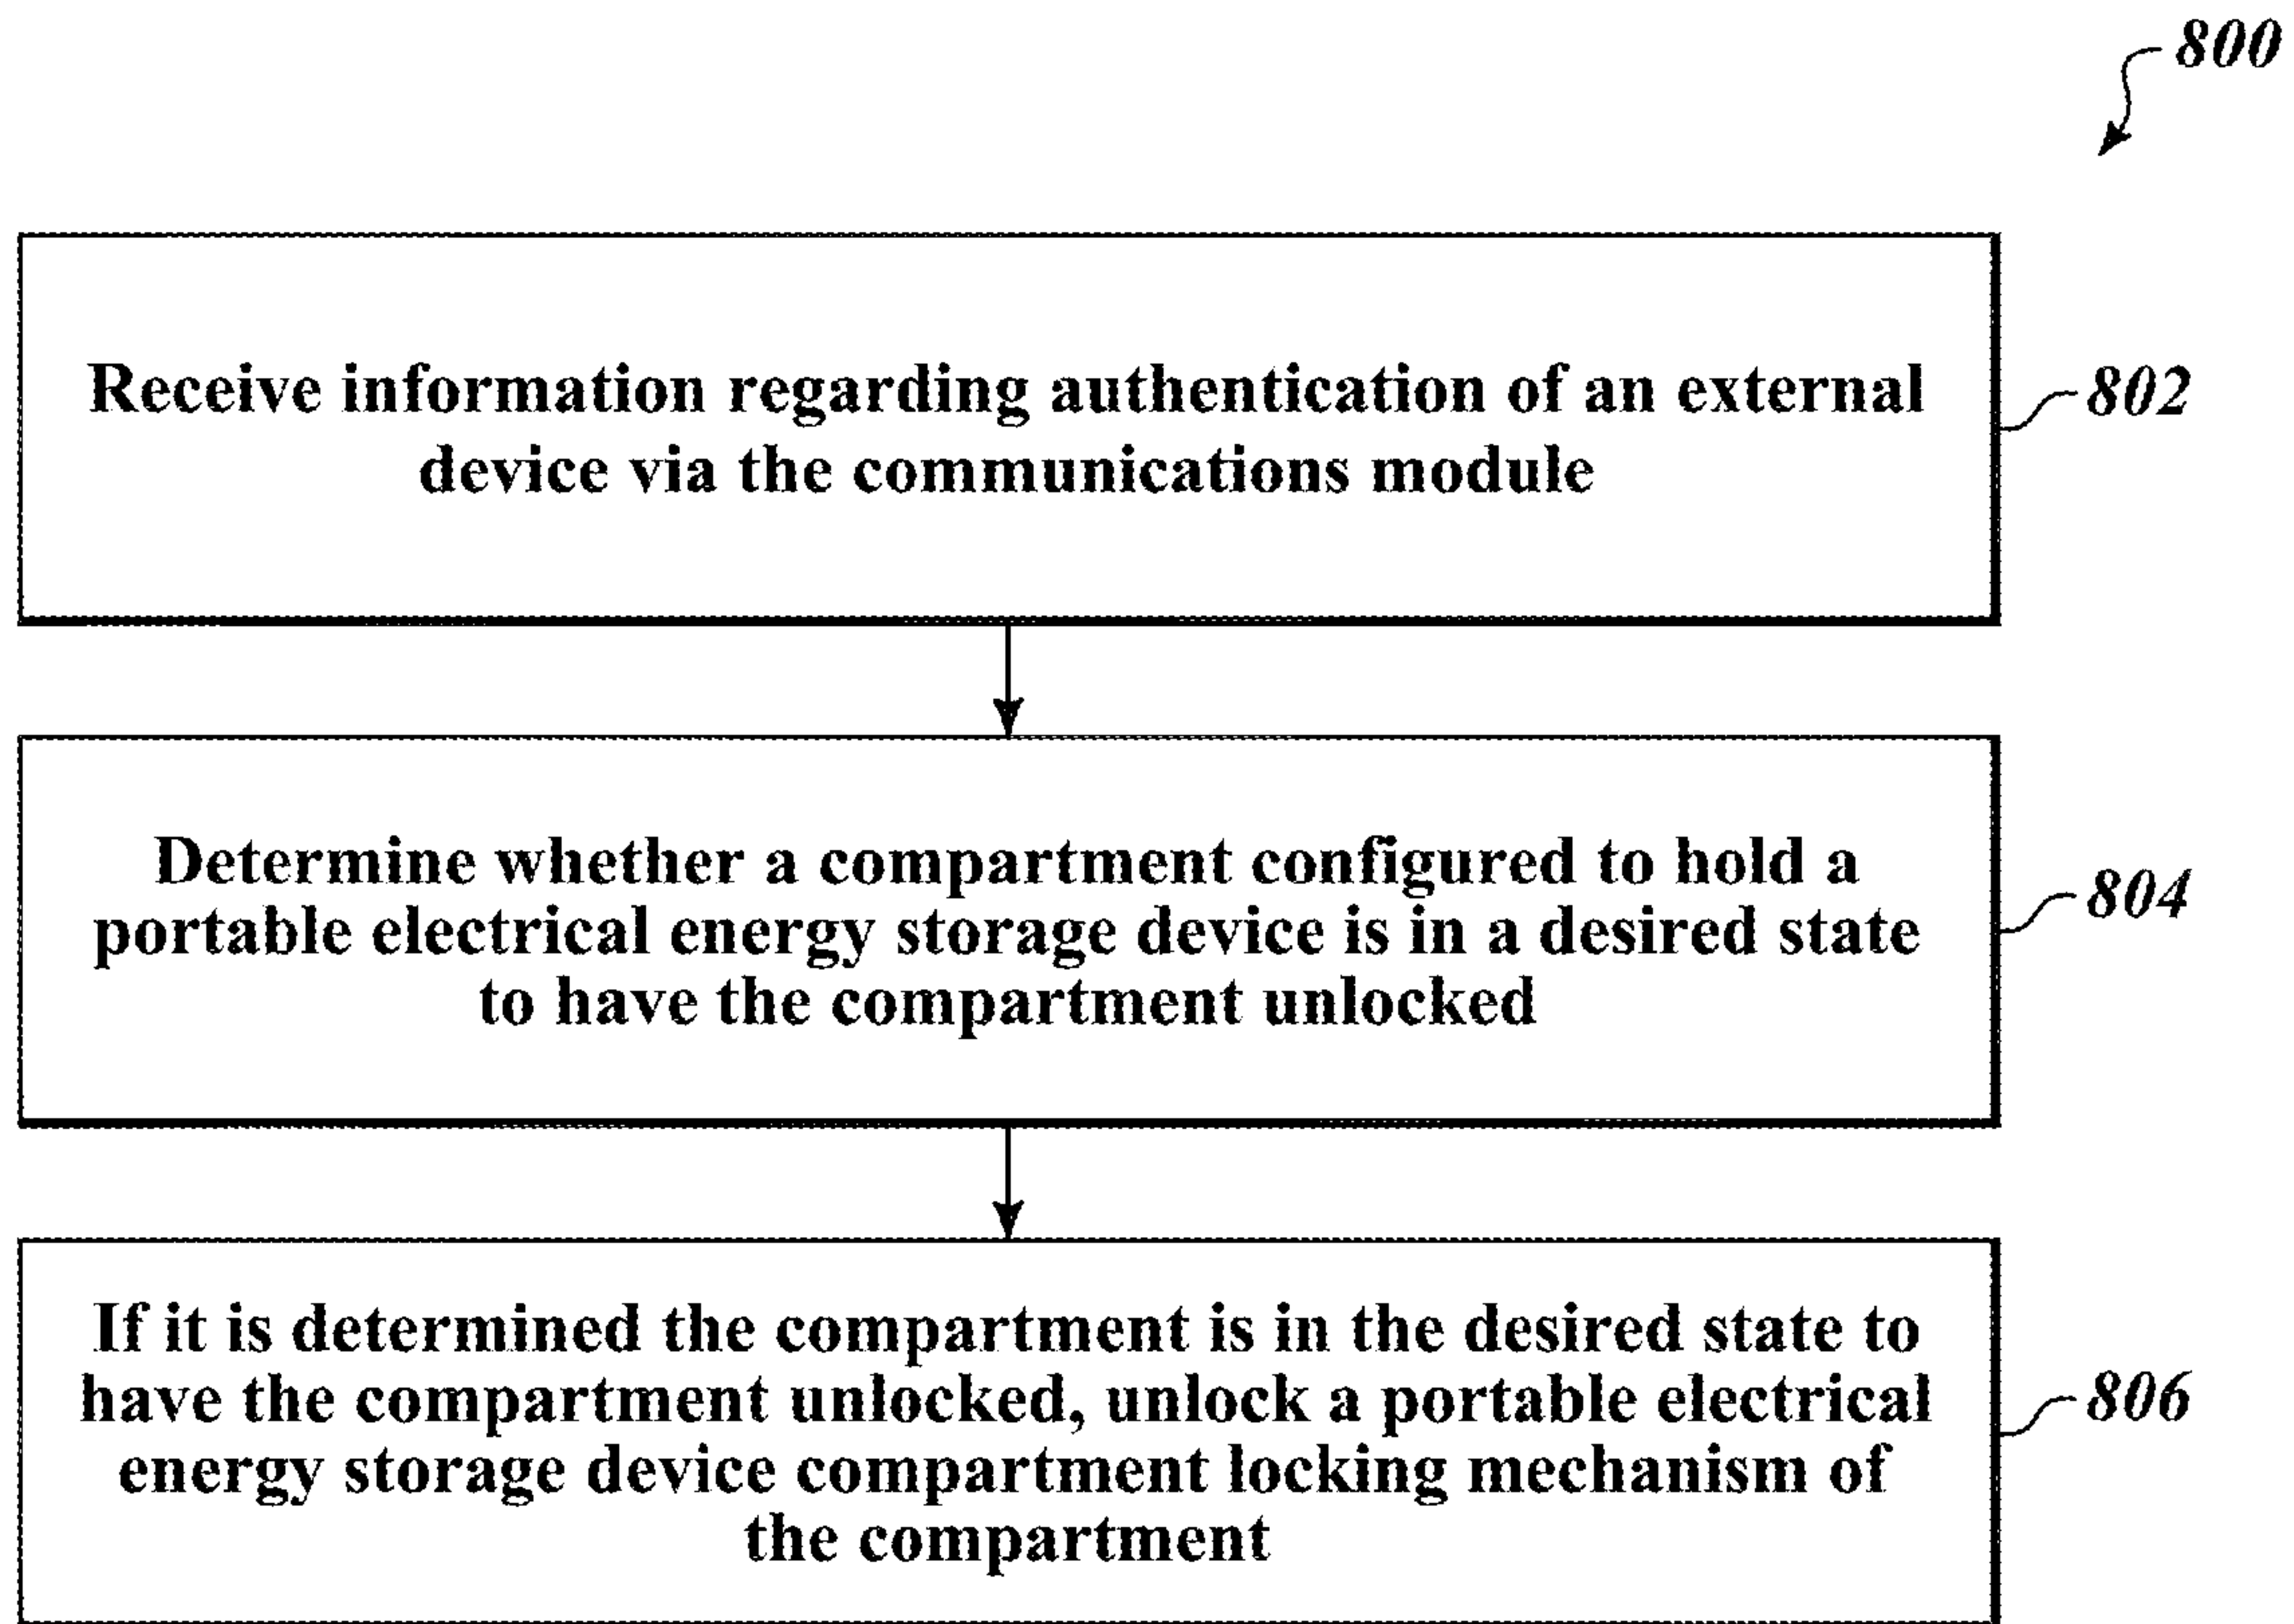 800
Receive information regarding authentication of an external
device via the communications module
802
Determine whether a compartment configured to hold a
portable electrical energy storage device is in a desired state
to have the compartment unlocked
804
If it is determined the compartment is in the desired state to
have the compartment unlocked, unlock a portable electrical
energy storage device compartment locking mechanism of
the compartment
806